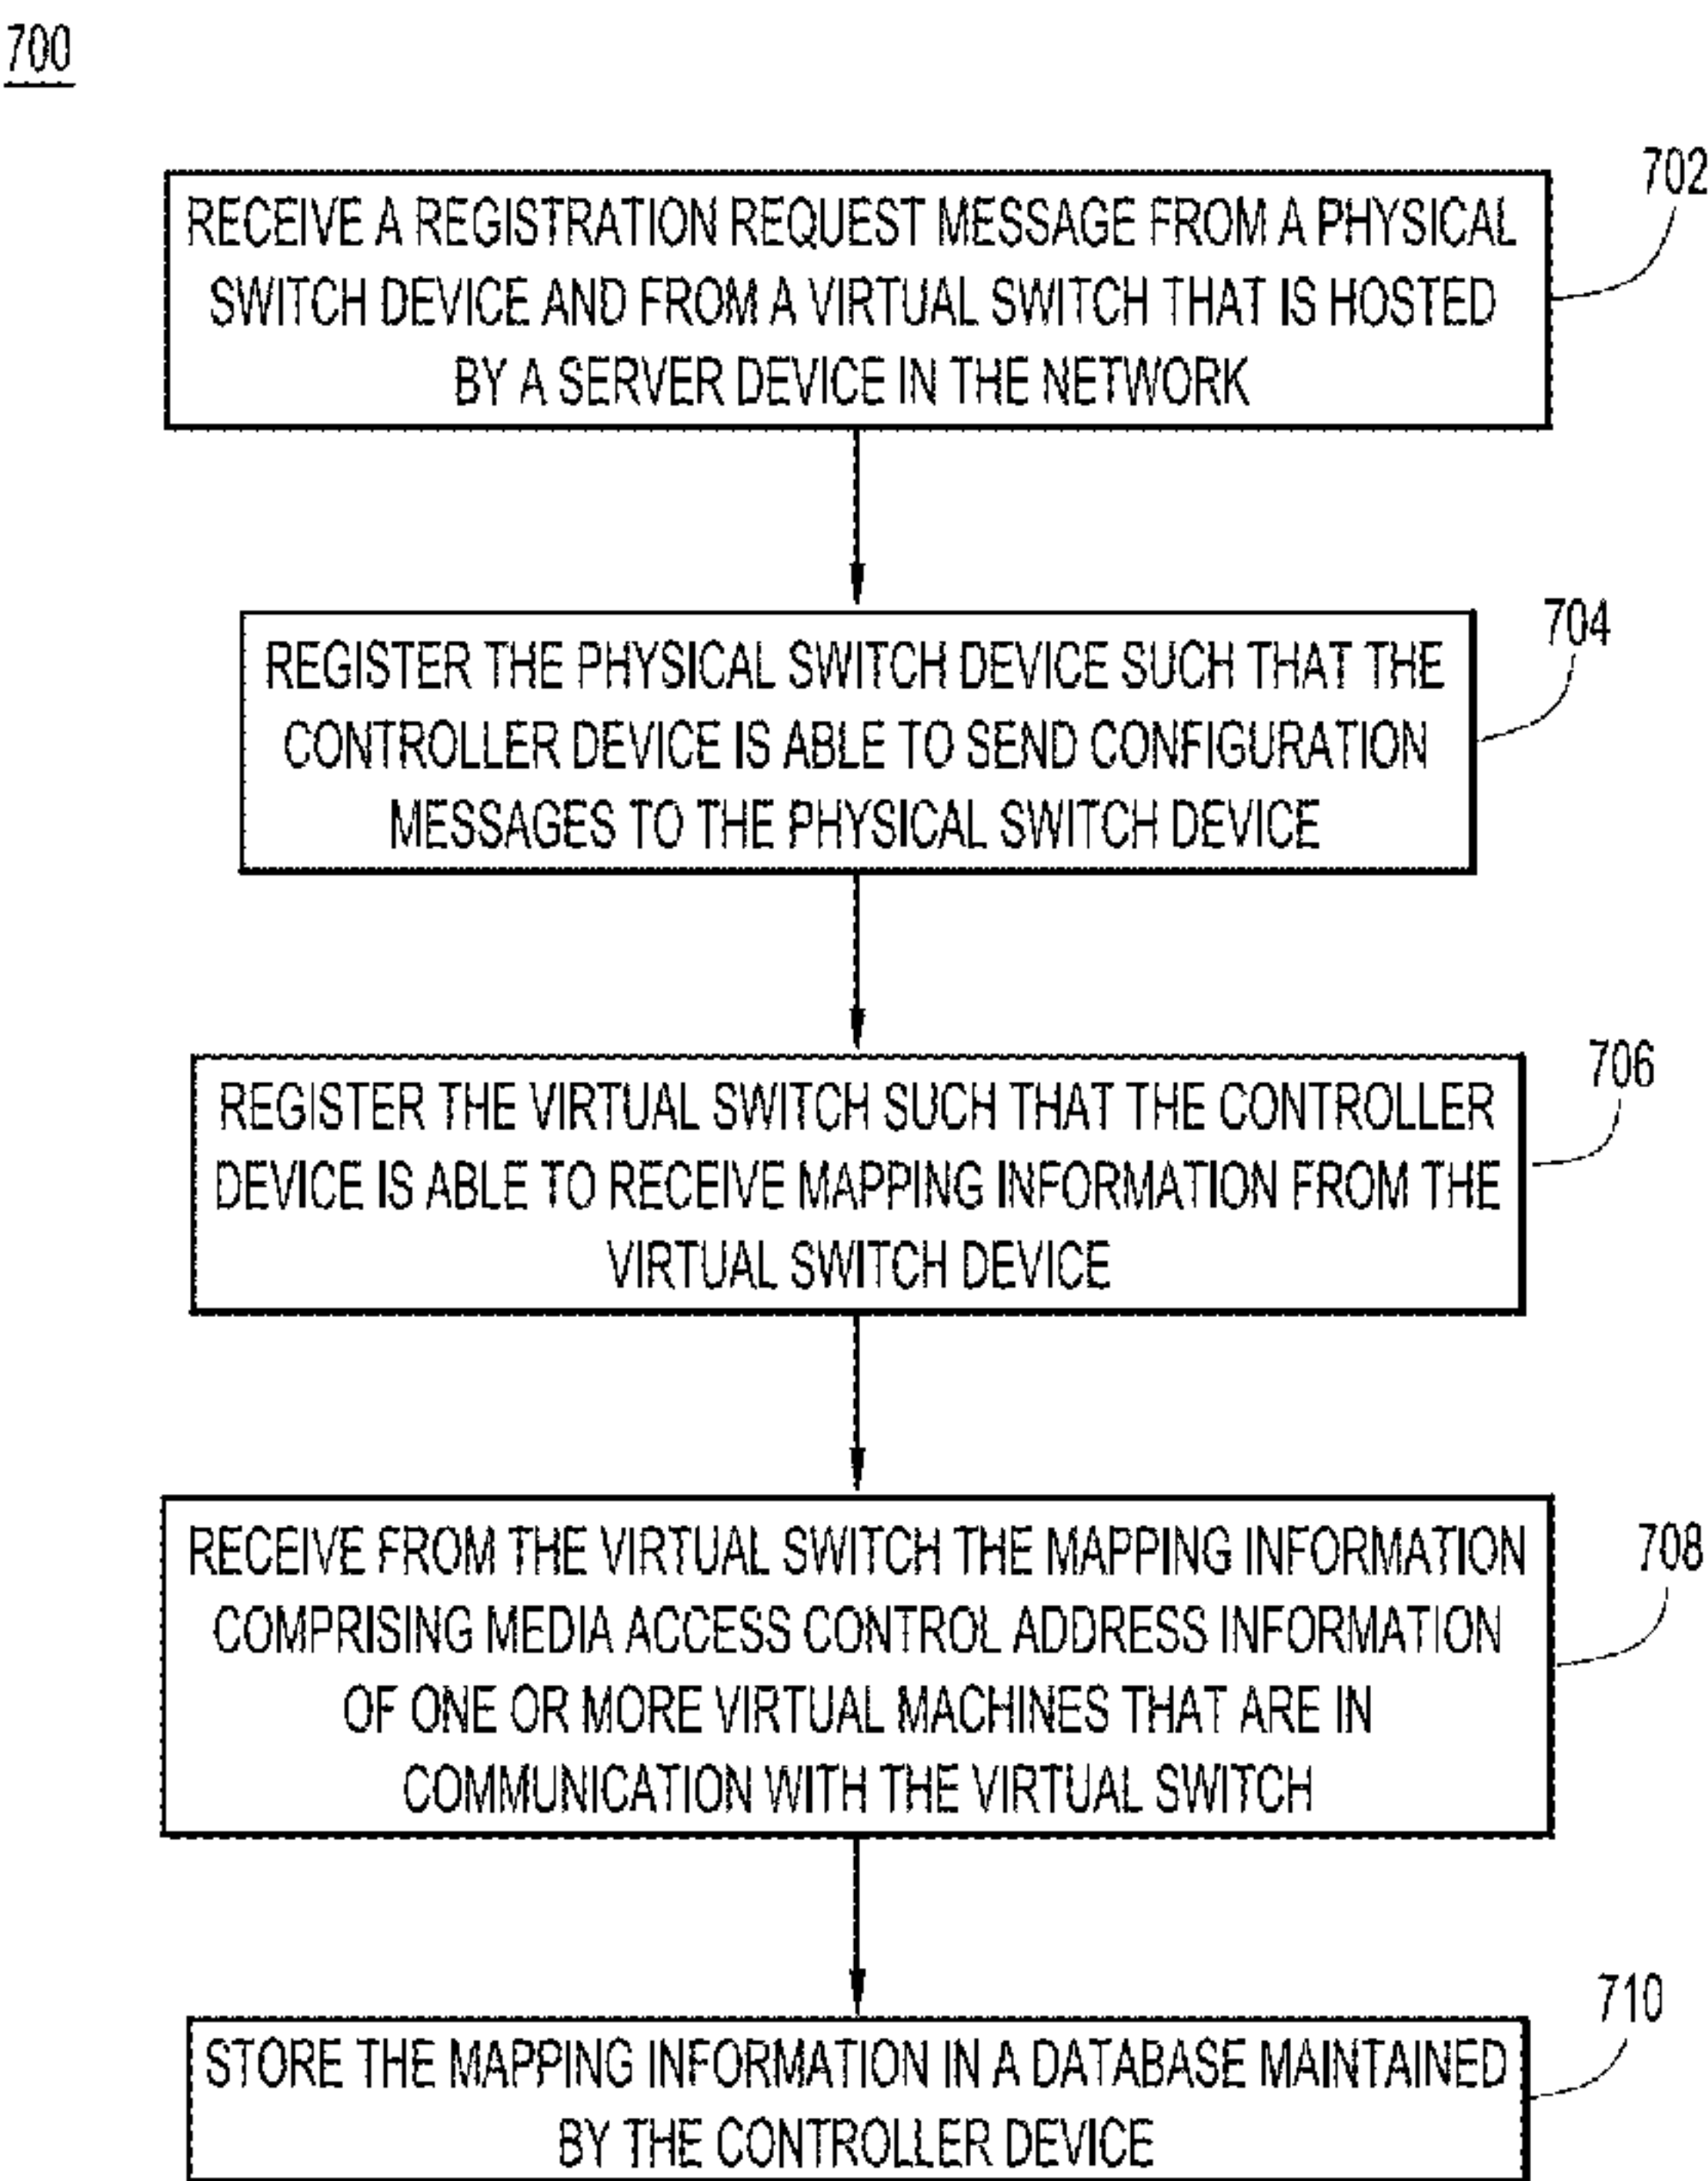 700
702
RECEIVE A REGISTRATION REQUEST MESSAGE FROM A PHYSICAL
SWITCH DEVICE AND FROM A VIRTUAL SWITCH THAT IS HOSTED
BY A SERVER DEVICE IN THE NETWORK
704
REGISTER THE PHYSICAL SWITCH DEVICE SUCH THAT THE
CONTROLLER DEVICE IS ABLE TO SEND CONFIGURATION
MESSAGES TO THE PHYSICAL SWITCH DEVICE
706
REGISTER THE VIRTUAL SWITCH SUCH THAT THE CONTROLLER
DEVICE IS ABLE TO RECEIVE MAPPING INFORMATION FROM THE
VIRTUAL SWITCH DEVICE
708
RECEIVE FROM THE VIRTUAL SWITCH THE MAPPING INFORMATION
COMPRISING MEDIA ACCESS CONTROL ADDRESS INFORMATION
OF ONE OR MORE VIRTUAL MACHINES THAT ARE IN
COMMUNICATION WITH THE VIRTUAL SWITCH
710
STORE THE MAPPING INFORMATION IN A DATABASE MAINTAINED
BY THE CONTROLLER DEVICE